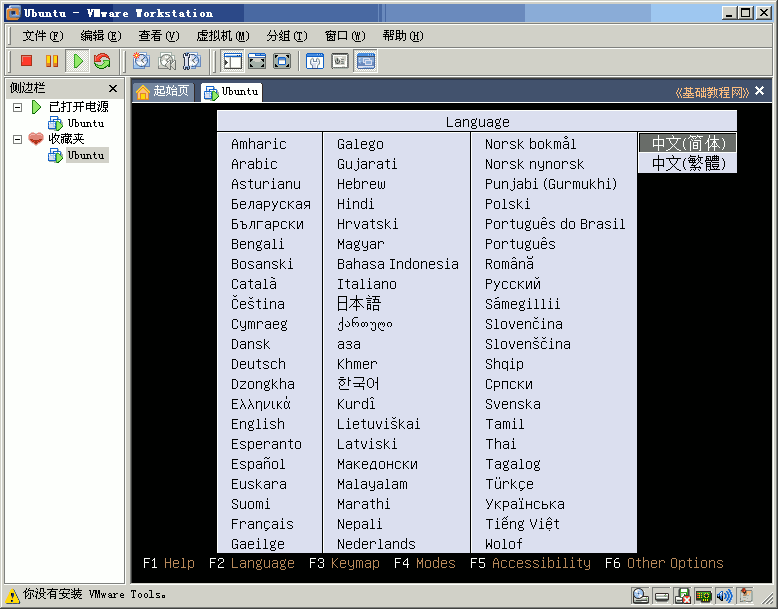 Ubuntu - VMware Workstation
文件(F) 编辑(E) 查看(V) 虚拟机(M) 分组(T) 窗口(W) 帮助(H)
侧边栏
已打开电源
Ubuntu
收藏夹
Ubuntu
起始页
Ubuntu
《基础教程网》
Language
Amharic
Arabic
Asturianu
Беларуская
Български
Bengali
Bosanski
Català
Čeština
Cymraeg
Dansk
Deutsch
Dzongkha
Ελληνικά
English
Esperanto
Español
Euskara
Suomi
Français
Gaeilge
Galego
Gujarati
Hebrew
Hindi
Hrvatski
Magyar
Bahasa Indonesia
Italiano
日本語
ქართული
аза
Khmer
한국어
Kurdî
Lietuviškai
Latviski
Македонски
Malayalam
Marathi
Nepali
Nederlands
Norsk bokmål
Norsk nynorsk
Punjabi (Gurmukhi)
Polski
Português do Brasil
Português
Română
Русский
Sámegillii
Slovenčina
Slovenščina
Shqip
Српски
Svenska
Tamil
Thai
Tagalog
Türkçe
Українська
Tiếng Việt
Wolof
中文(简体)
中文(繁體)
F1 Help F2 Language F3 Keymap F4 Modes F5 Accessibility F6 Other Options
你没有安装 VMware Tools。